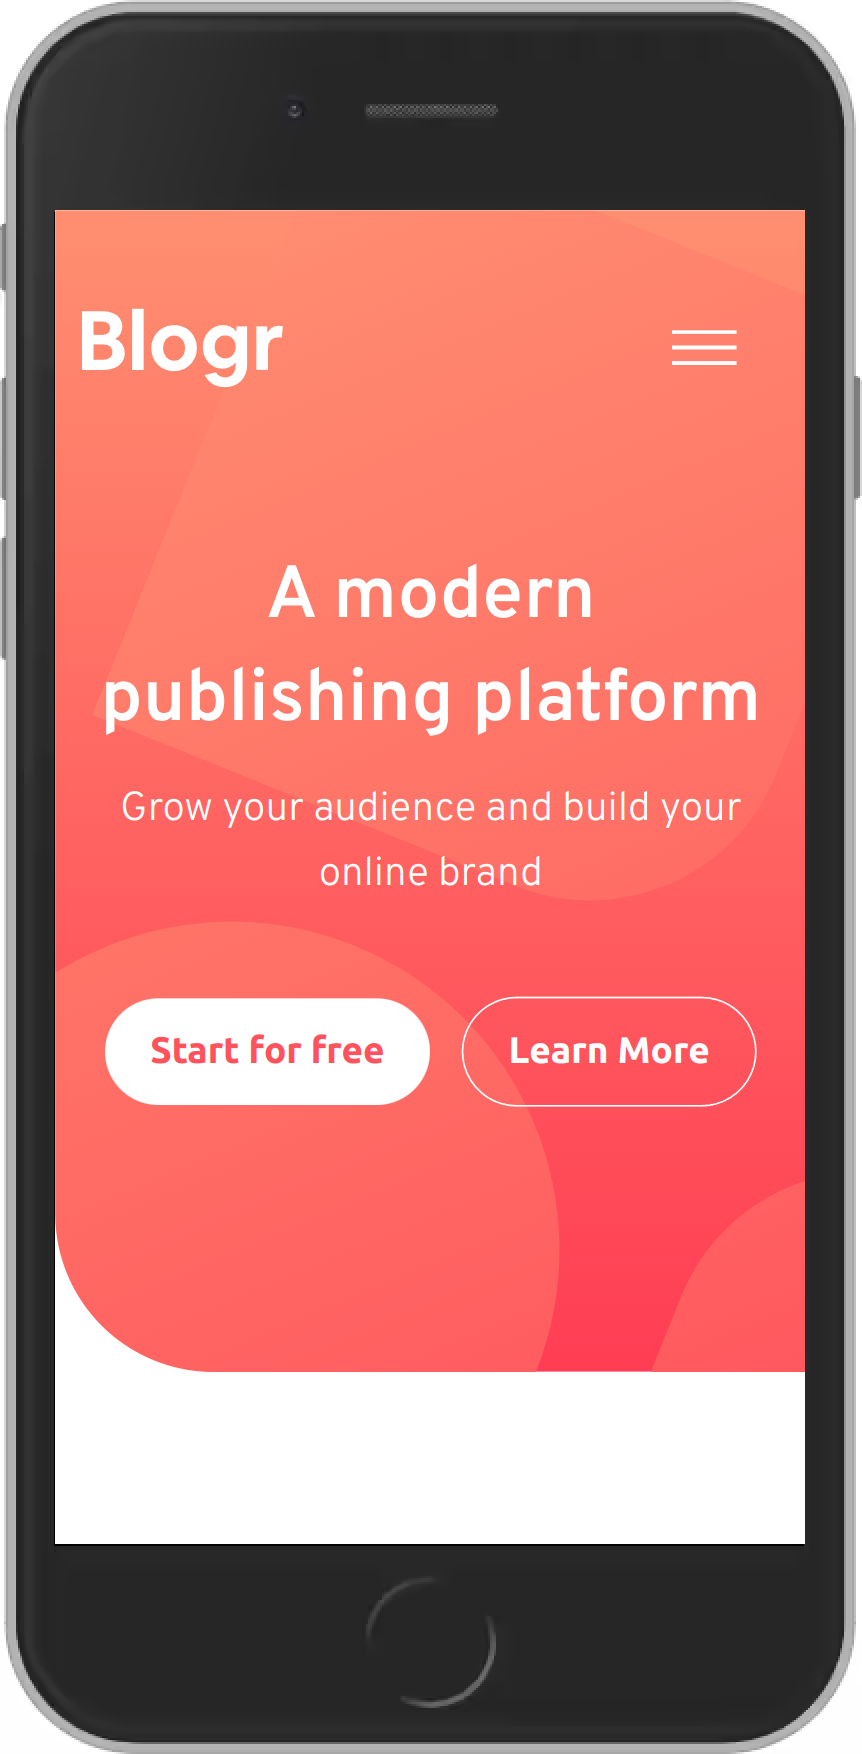 Blogr
A modern
publishing platform
Grow your audience and build your
online brand
Start for free
Learn More